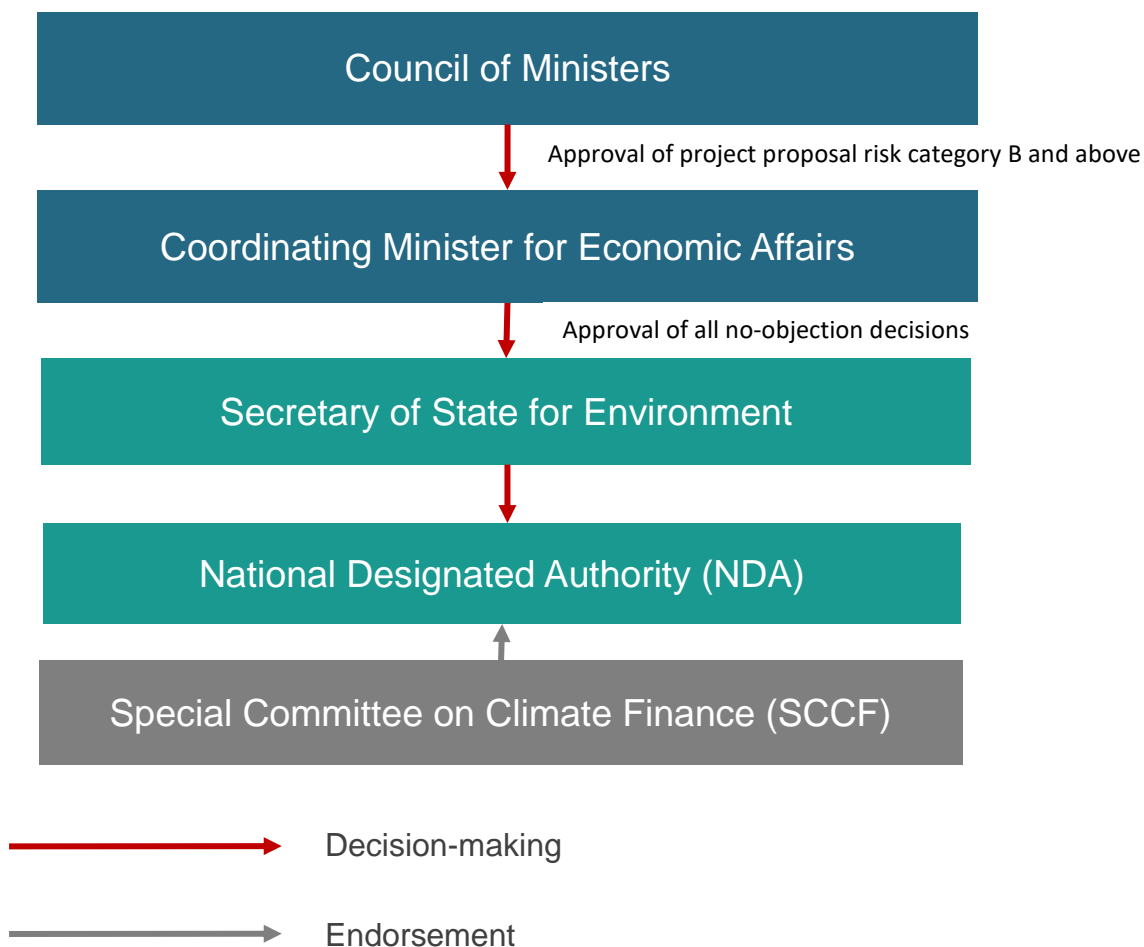 Council of Ministers
Approval of project proposal risk category B and above
Coordinating Minister for Economic Affairs
Approval of all no-objection decisions
Secretary of State for Environment
National Designated Authority (NDA)
Special Committee on Climate Finance (SCCF)
Decision-making
Endorsement